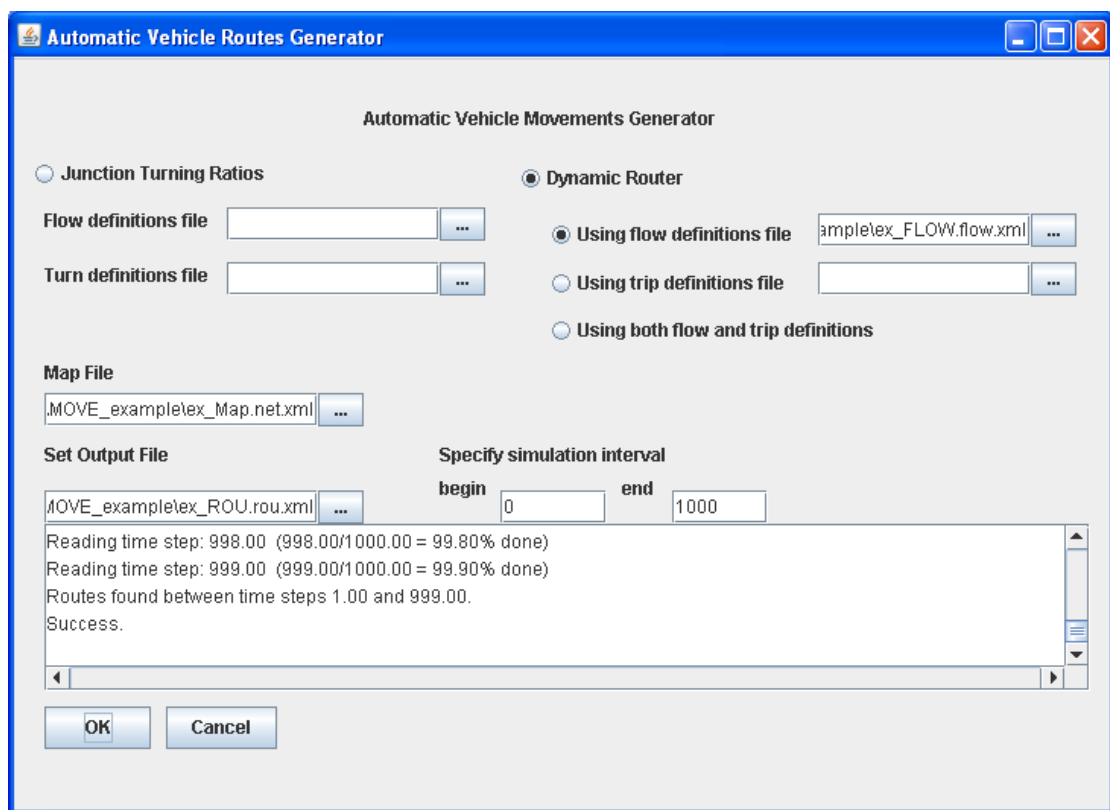 Automatic Vehicle Routes Generator
Automatic Vehicle Movements Generator
Junction Turning Ratios
Dynamic Router
Flow definitions file ...
Using flow definitions file ample\ex_FLOW.flow.xml ...
Turn definitions file ...
Using trip definitions file ...
Using both flow and trip definitions
Map File
.MOVE_example\ex_Map.net.xml ...
Set Output File
Specify simulation interval
begin 0 end 1000
MOVE_example\ex_ROU.rou.xml ...
Reading time step: 998.00 (998.00/1000.00 = 99.80% done)
Reading time step: 999.00 (999.00/1000.00 = 99.90% done)
Routes found between time steps 1.00 and 999.00.
Success.
OK Cancel